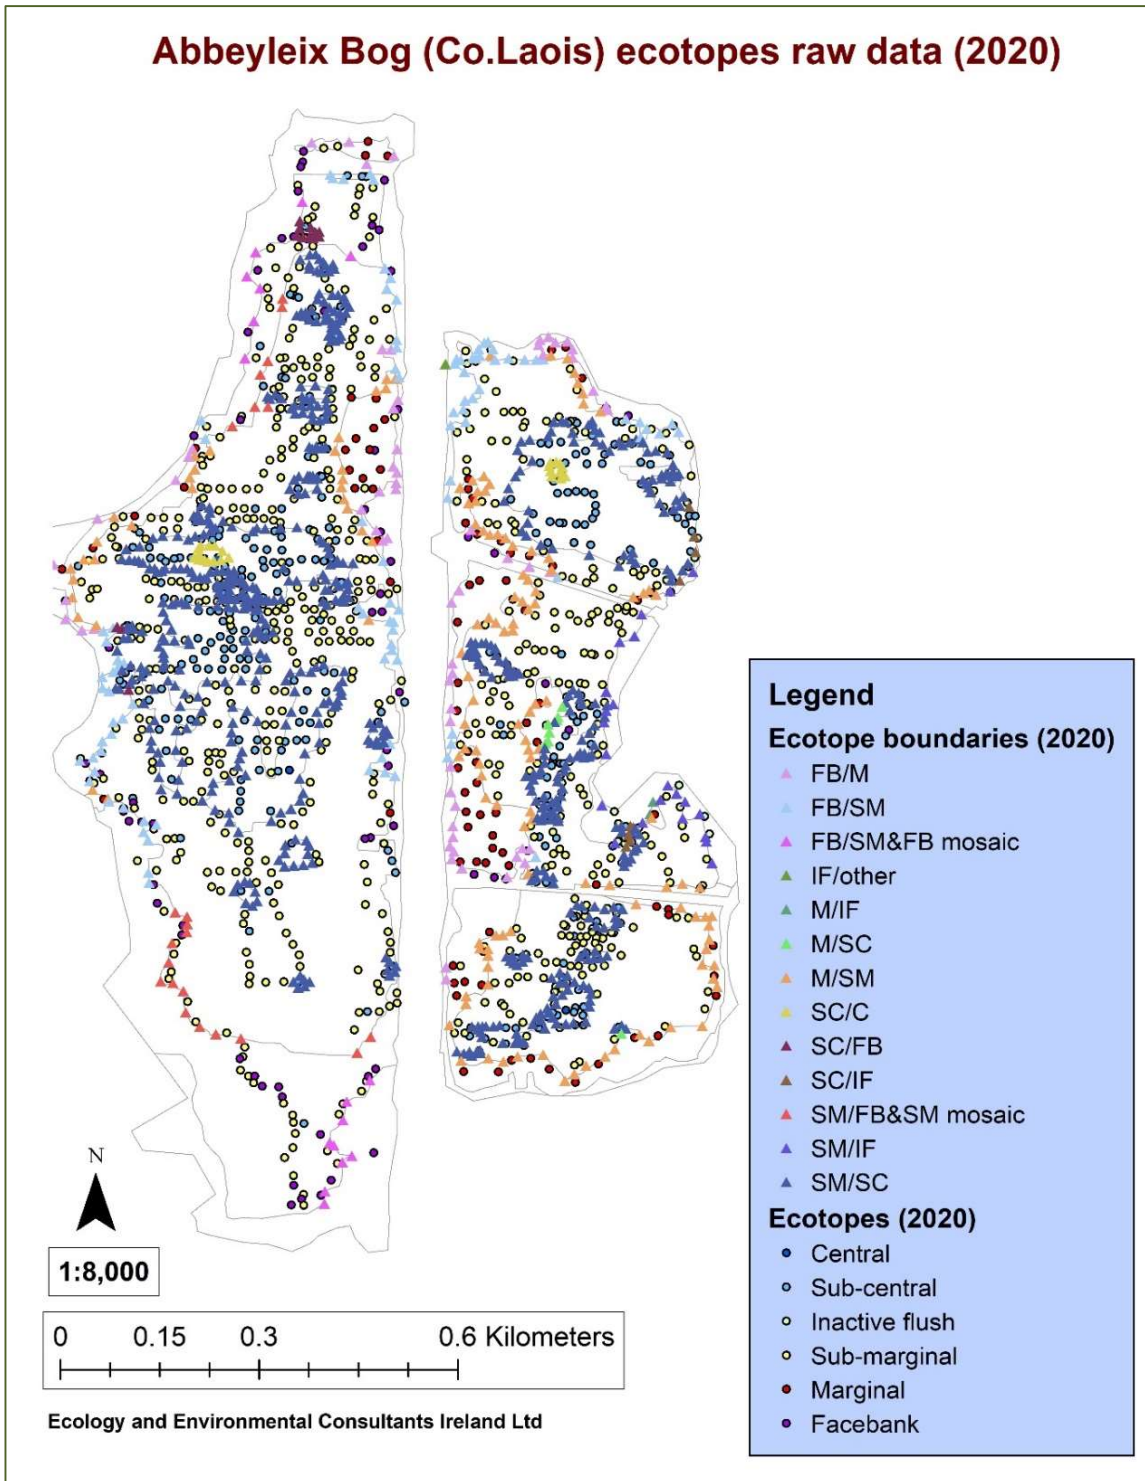 Abbeyleix Bog (Co.Laois) ecotopes raw data (2020)
Legend
Ecotope boundaries (2020)
FB/M
FB/SM
FB/SM&FB mosaic
IF/other
M/IF
M/SC
M/SM
SC/C
SC/FB
SC/IF
SM/FB&SM mosaic
SM/IF
SM/SC
Ecotopes (2020)
Central
Sub-central
Inactive flush
Sub-marginal
Marginal
Facebank
N
1:8,000
0 0.15 0.3 0.6 Kilometers
Ecology and Environmental Consultants Ireland Ltd